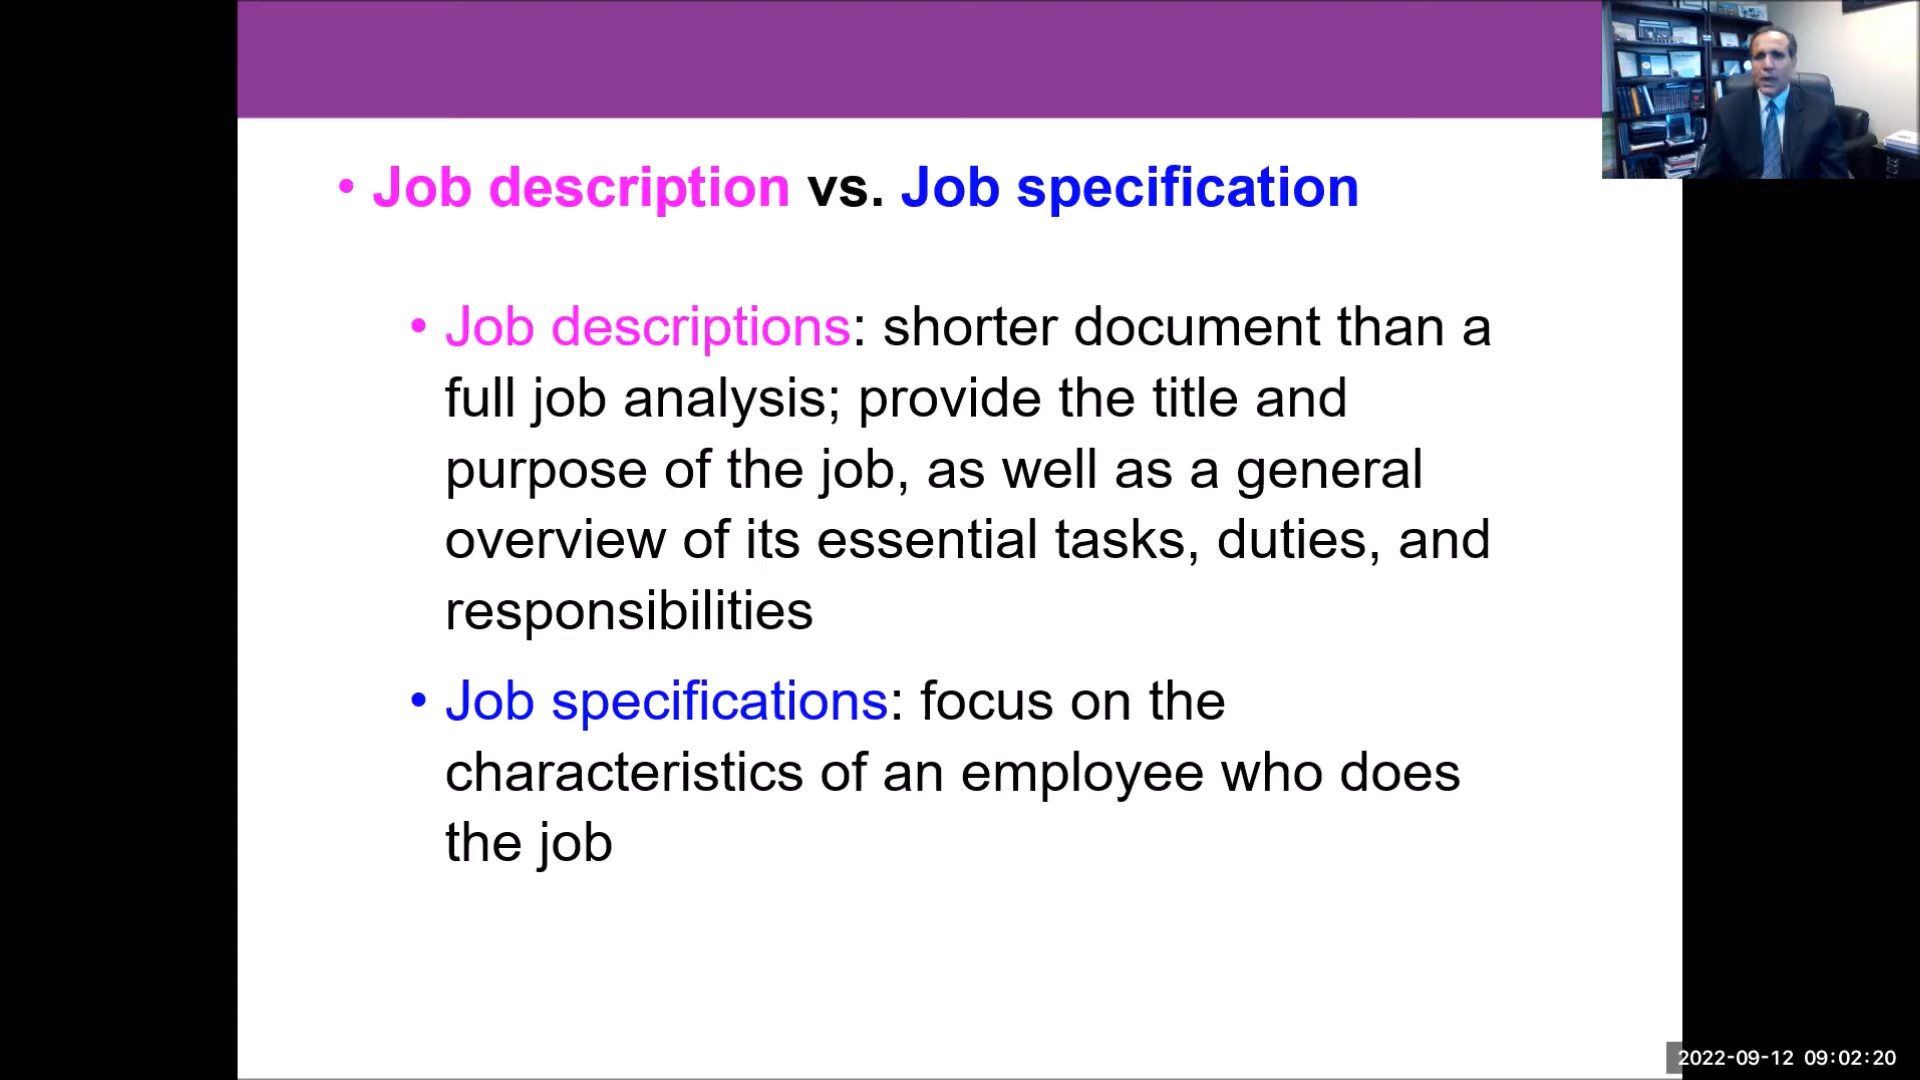 • Job description vs. Job specification
• Job descriptions: shorter document than a
full job analysis; provide the title and
purpose of the job, as well as a general
overview of its essential tasks, duties, and
responsibilities
• Job specifications: focus on the
characteristics of an employee who does
the job
2022-09-12 09:02:20